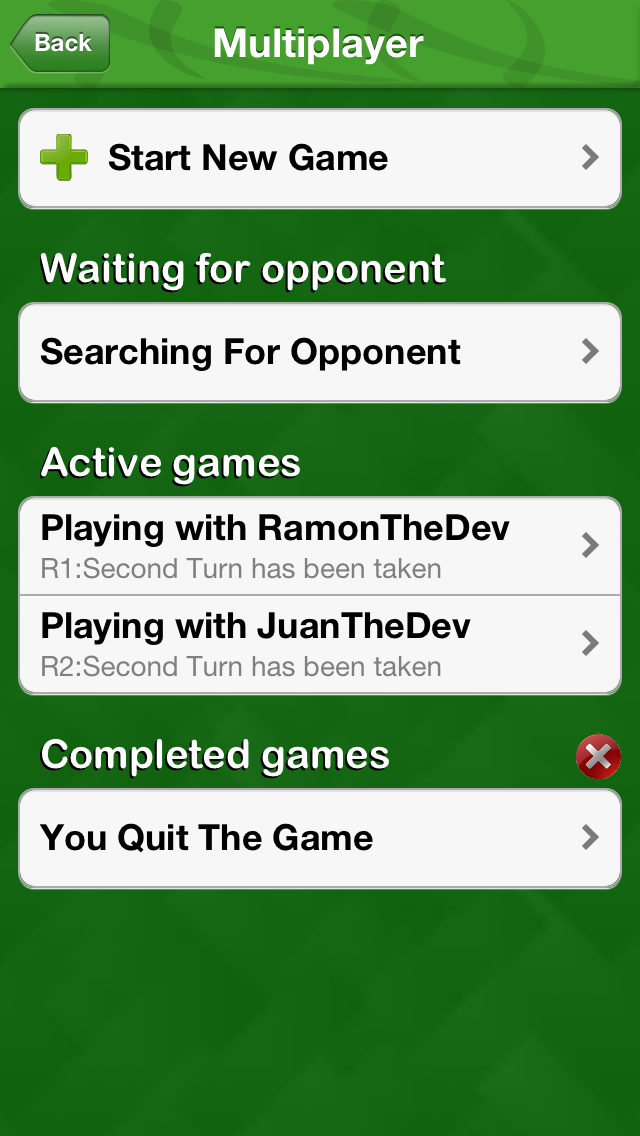 Back
Multiplayer
Start New Game
Waiting for opponent
Searching For Opponent
Active games
Playing with RamonTheDev
R1:Second Turn has been taken
Playing with JuanTheDev
R2:Second Turn has been taken
Completed games
You Quit The Game